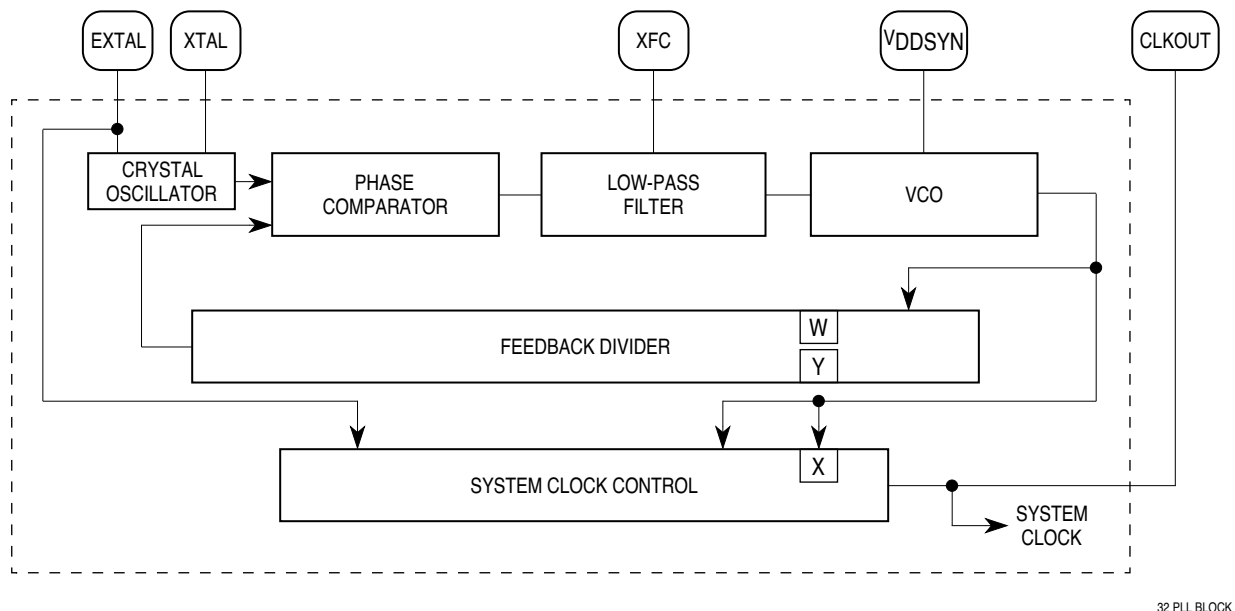 EXTAL
XTAL
XFC
VDDSYN
CLKOUT
CRYSTAL
OSCILLATOR
PHASE
COMPARATOR
LOW-PASS
FILTER
VCO
FEEDBACK DIVIDER
W
Y
SYSTEM CLOCK CONTROL
X
SYSTEM
CLOCK
32 PLL BLOCK